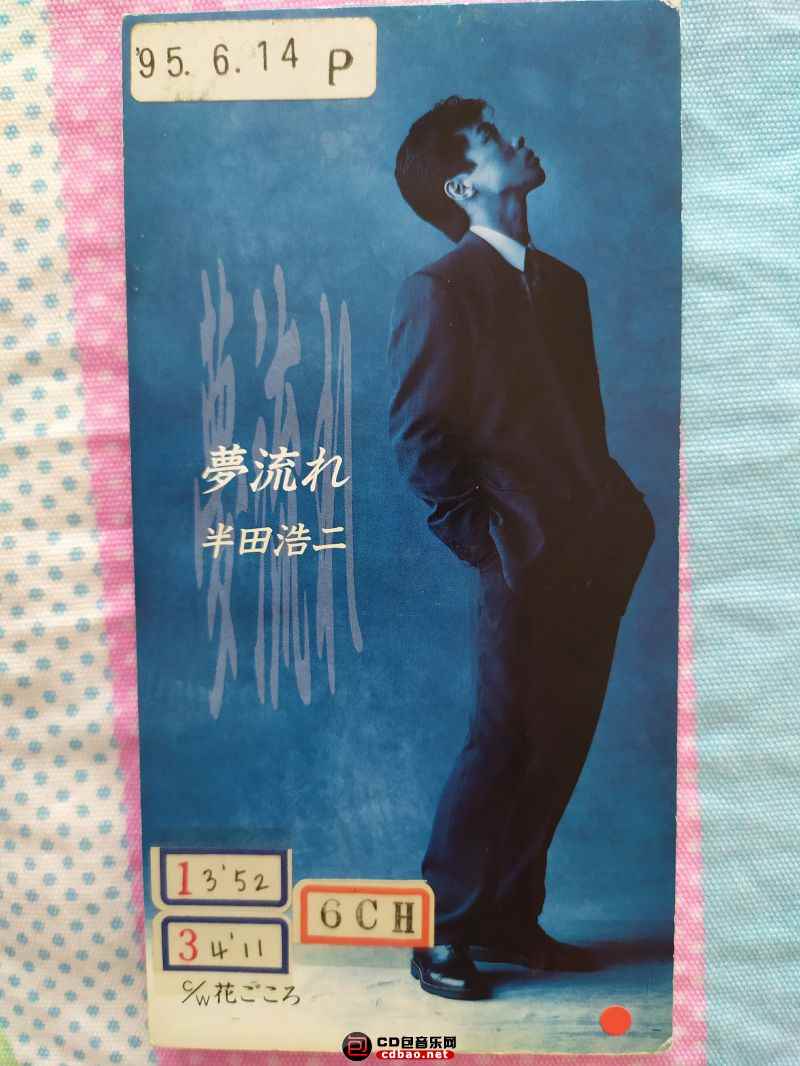 '95. 6. 14 P
夢流れ
夢流れ
半田浩二
1 3'52
6CH
3 4'11
C/W 花ごころ
CD包音乐网
cdbao.net